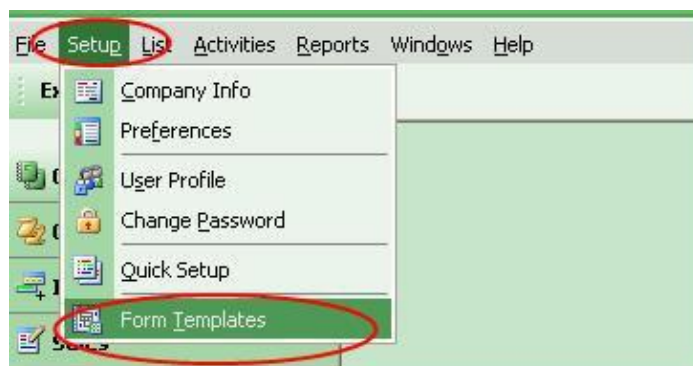 File Setup List Activities Reports Windows Help
Company Info
Preferences
User Profile
Change Password
Quick Setup
Form Templates